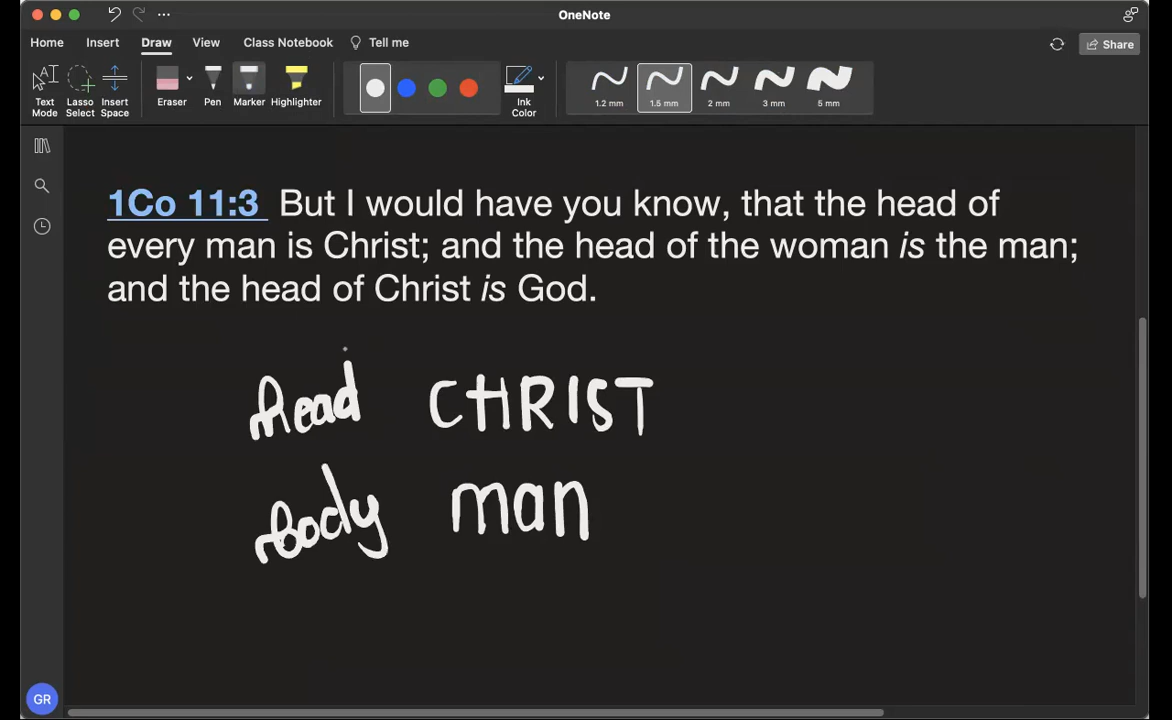 OneNote
Home Insert Draw View Class Notebook Tell me
Share
Text Mode
Lasso Select
Insert Space
Eraser
Pen
Marker
Highlighter
Ink Color
1.2 mm
1.5 mm
2 mm
3 mm
5 mm
1Co 11:3 But I would have you know, that the head of
every man is Christ; and the head of the woman is the man;
and the head of Christ is God.
head CHRIST
body man
GR